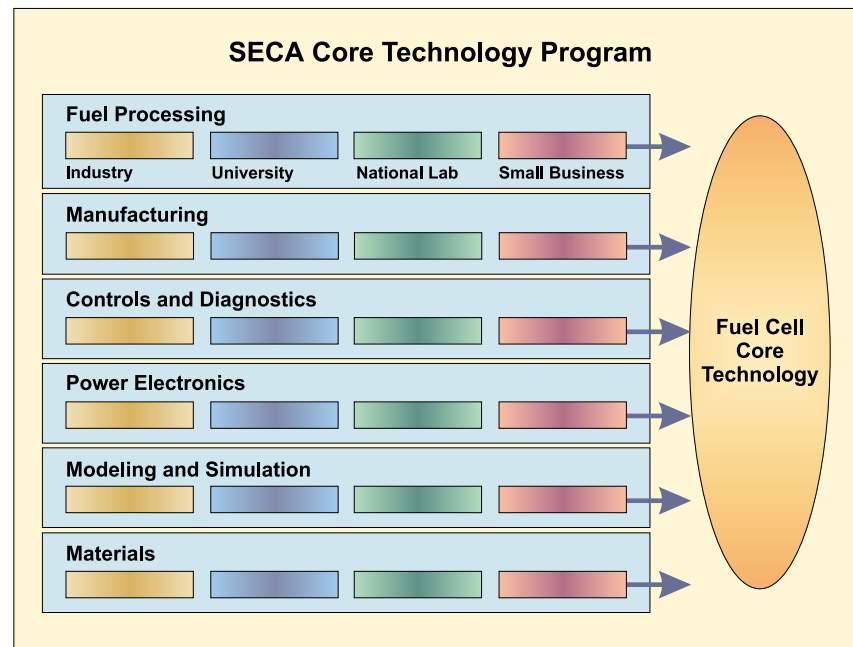 SECA Core Technology Program
Fuel Processing
Industry
University
National Lab
Small Business
Manufacturing
Controls and Diagnostics
Power Electronics
Modeling and Simulation
Materials
Fuel Cell
Core
Technology